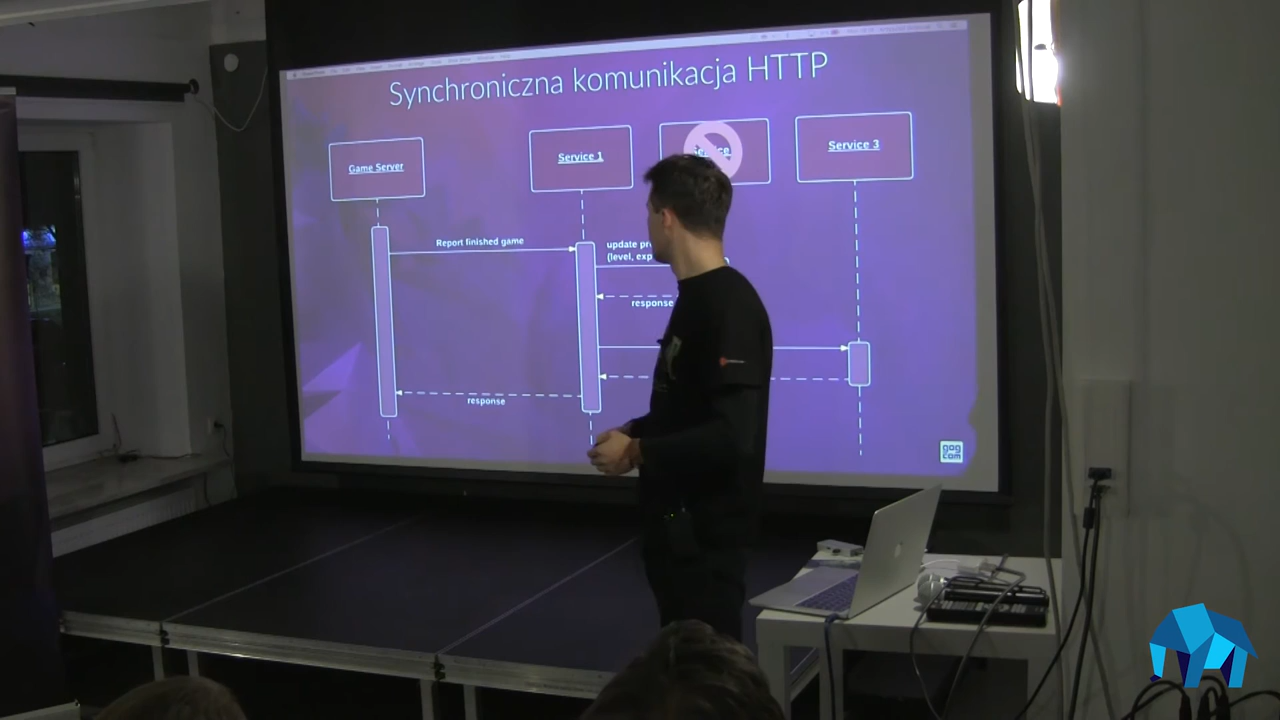 Synchroniczna komunikacja HTTP
Game Server
Service 1
Service
Service 3
Report finished game
update
(level, exp
response
response
gog
com